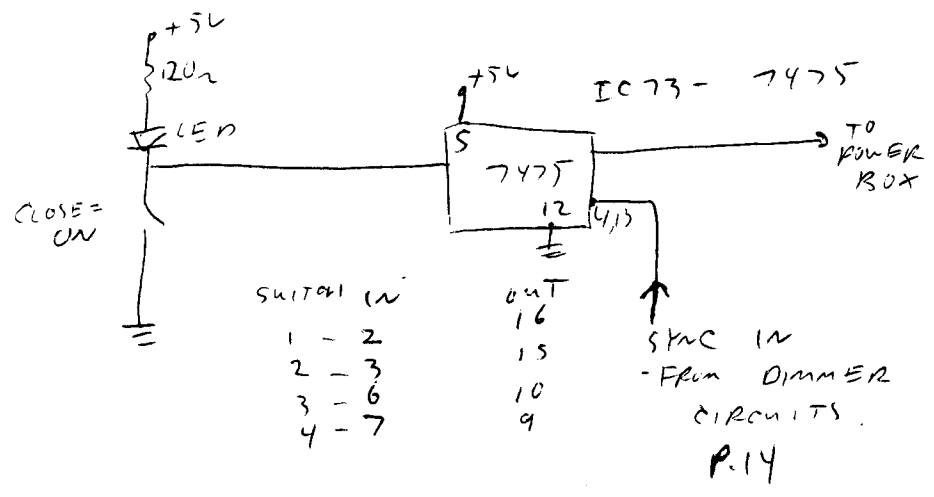 +5V
120Ω
LED
CLOSE =
ON
+5V
IC73 - 7475
5
7475
12
4,13
TO
POWER
BOX
SWITCH IN OUT
1 - 2 16
2 - 3 15
3 - 6 10
4 - 7 9
SYNC IN
- FROM DIMMER
CIRCUITS.
P.14